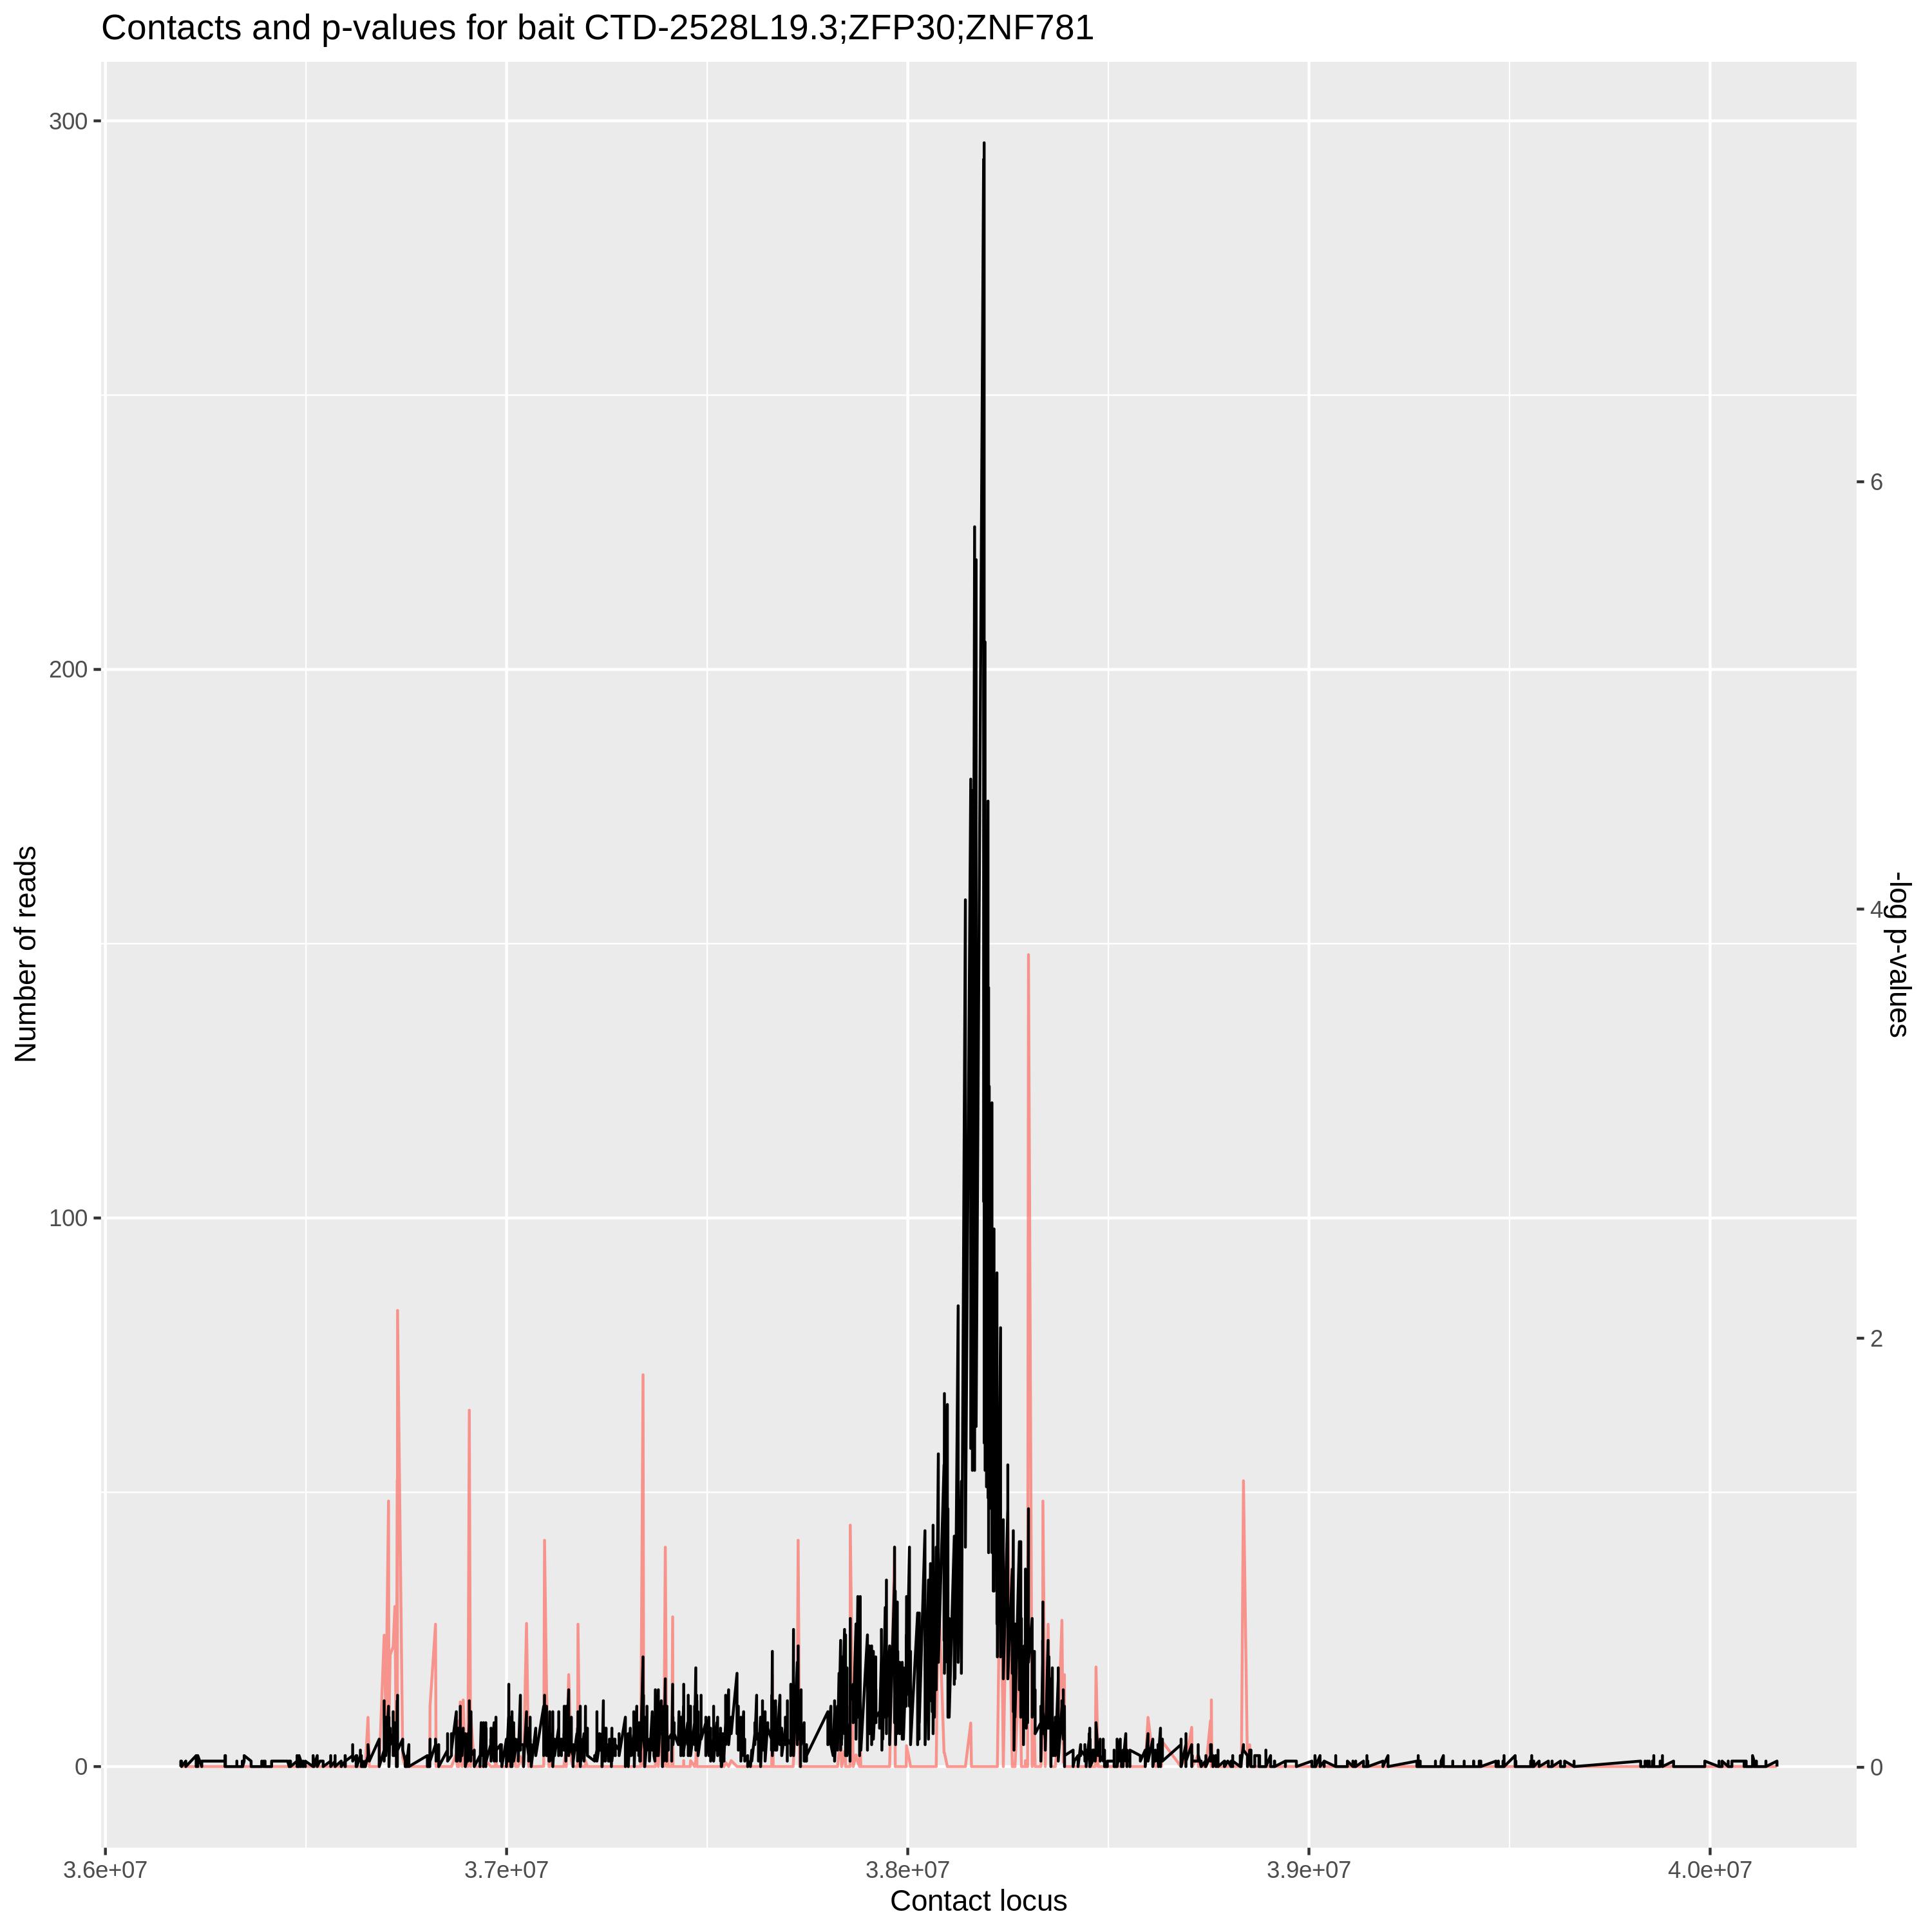 Contacts and p-values for bait CTD-2528L19.3;ZFP30;ZNF781
300
200
100
0
Number of reads
6
4
2
0
-log p-values
3.6e+07
3.7e+07
3.8e+07
3.9e+07
4.0e+07
Contact locus